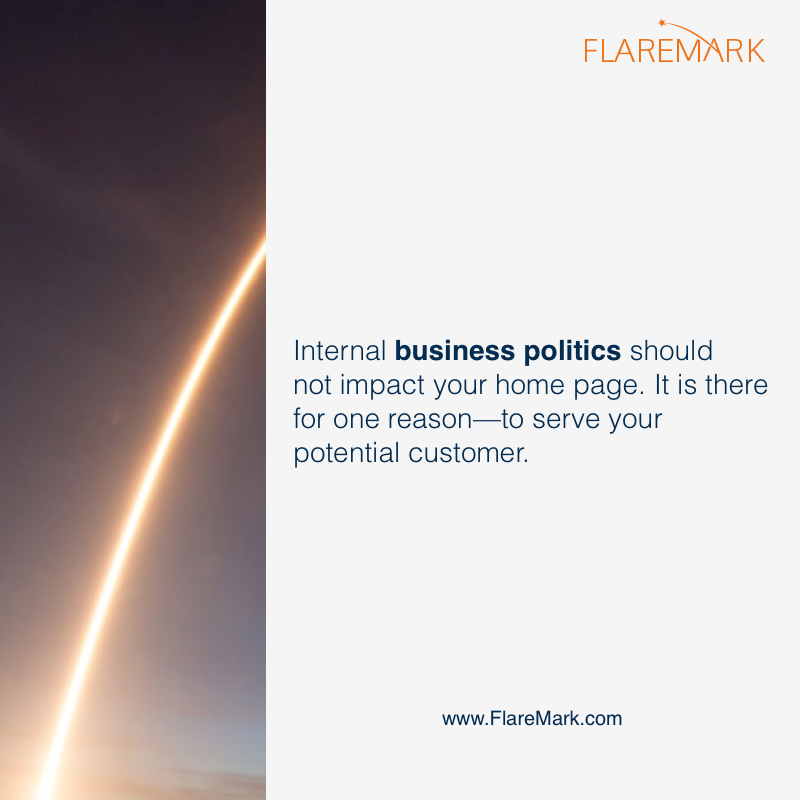 FLAREMARK
Internal business politics should
not impact your home page. It is there
for one reason—to serve your
potential customer.
www.FlareMark.com